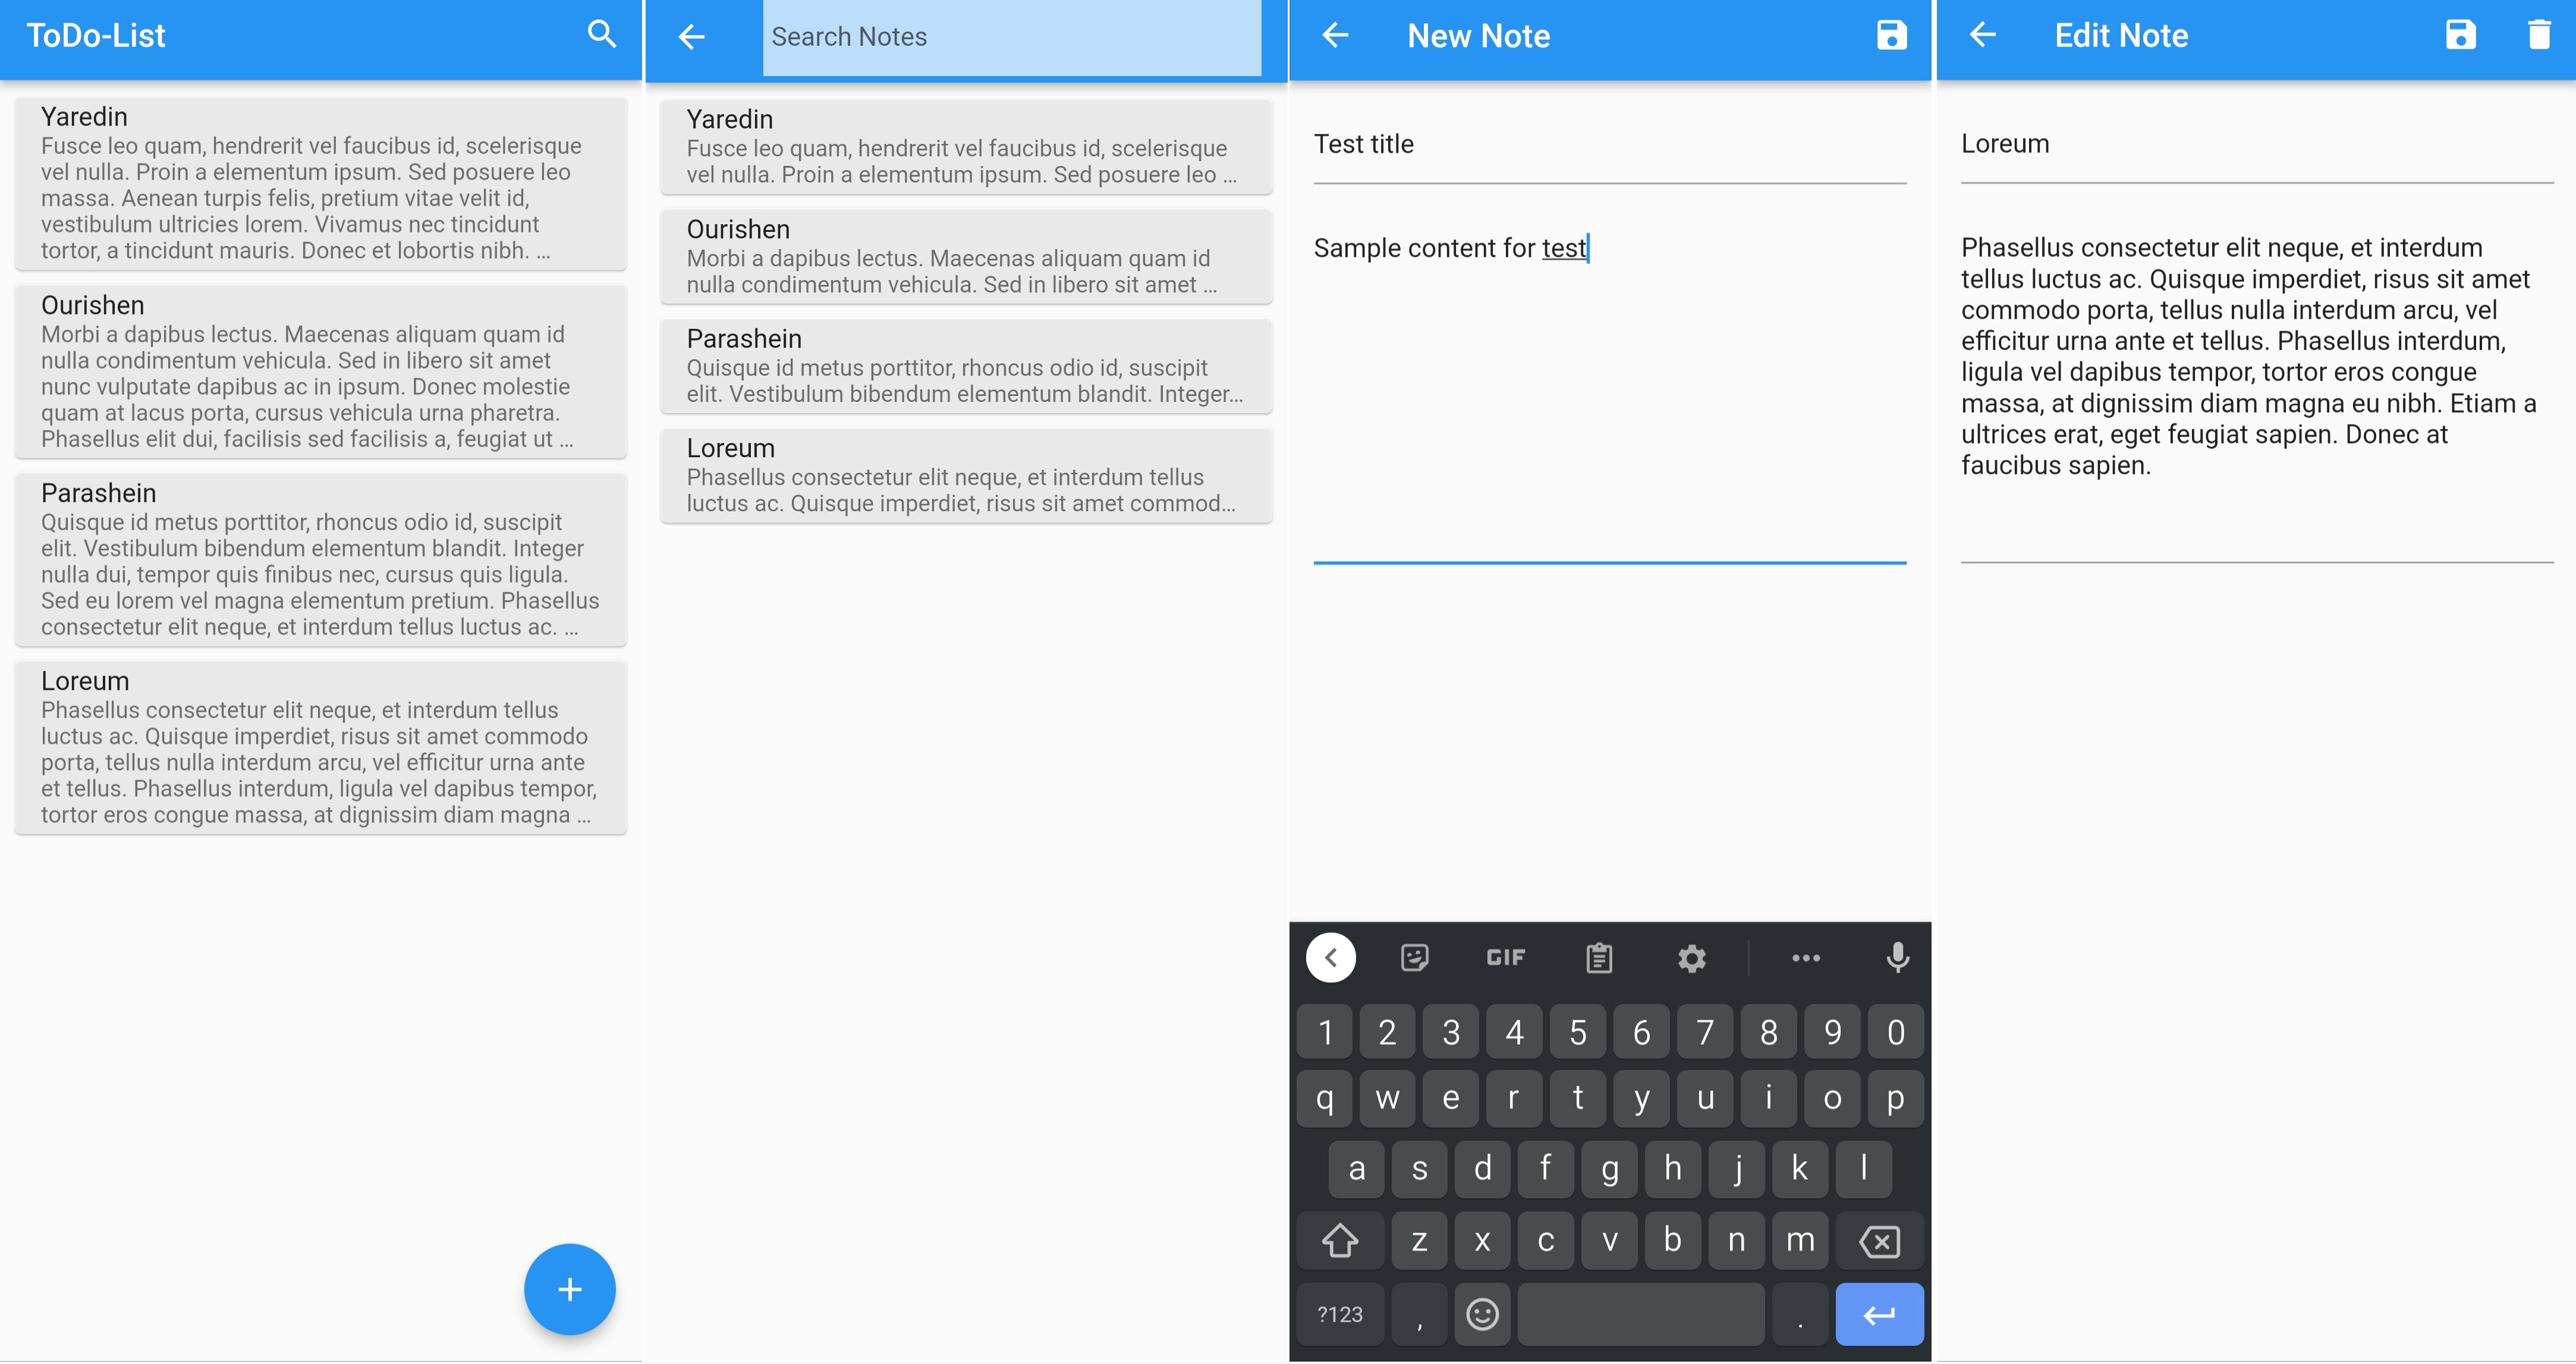 ToDo-List
Yaredin
Fusce leo quam, hendrerit vel faucibus id, scelerisque
vel nulla. Proin a elementum ipsum. Sed posuere leo
massa. Aenean turpis felis, pretium vitae velit id,
vestibulum ultricies lorem. Vivamus nec tincidunt
tortor, a tincidunt mauris. Donec et lobortis nibh. ...
Ourishen
Morbi a dapibus lectus. Maecenas aliquam quam id
nulla condimentum vehicula. Sed in libero sit amet
nunc vulputate dapibus ac in ipsum. Donec molestie
quam at lacus porta, cursus vehicula urna pharetra.
Phasellus elit dui, facilisis sed facilisis a, feugiat ut ...
Parashein
Quisque id metus porttitor, rhoncus odio id, suscipit
elit. Vestibulum bibendum elementum blandit. Integer
nulla dui, tempor quis finibus nec, cursus quis ligula.
Sed eu lorem vel magna elementum pretium. Phasellus
consectetur elit neque, et interdum tellus luctus ac. ...
Loreum
Phasellus consectetur elit neque, et interdum tellus
luctus ac. Quisque imperdiet, risus sit amet commodo
porta, tellus nulla interdum arcu, vel efficitur urna ante
et tellus. Phasellus interdum, ligula vel dapibus tempor,
tortor eros congue massa, at dignissim diam magna ...
+
Search Notes
Yaredin
Fusce leo quam, hendrerit vel faucibus id, scelerisque
vel nulla. Proin a elementum ipsum. Sed posuere leo ...
Ourishen
Morbi a dapibus lectus. Maecenas aliquam quam id
nulla condimentum vehicula. Sed in libero sit amet ...
Parashein
Quisque id metus porttitor, rhoncus odio id, suscipit
elit. Vestibulum bibendum elementum blandit. Integer...
Loreum
Phasellus consectetur elit neque, et interdum tellus
luctus ac. Quisque imperdiet, risus sit amet commod...
New Note
Test title
Sample content for test
GIF
1 2 3 4 5 6 7 8 9 0
q w e r t y u i o p
a s d f g h j k l
z x c v b n m
?123 , .
Edit Note
Loreum
Phasellus consectetur elit neque, et interdum
tellus luctus ac. Quisque imperdiet, risus sit amet
commodo porta, tellus nulla interdum arcu, vel
efficitur urna ante et tellus. Phasellus interdum,
ligula vel dapibus tempor, tortor eros congue
massa, at dignissim diam magna eu nibh. Etiam a
ultrices erat, eget feugiat sapien. Donec at
faucibus sapien.